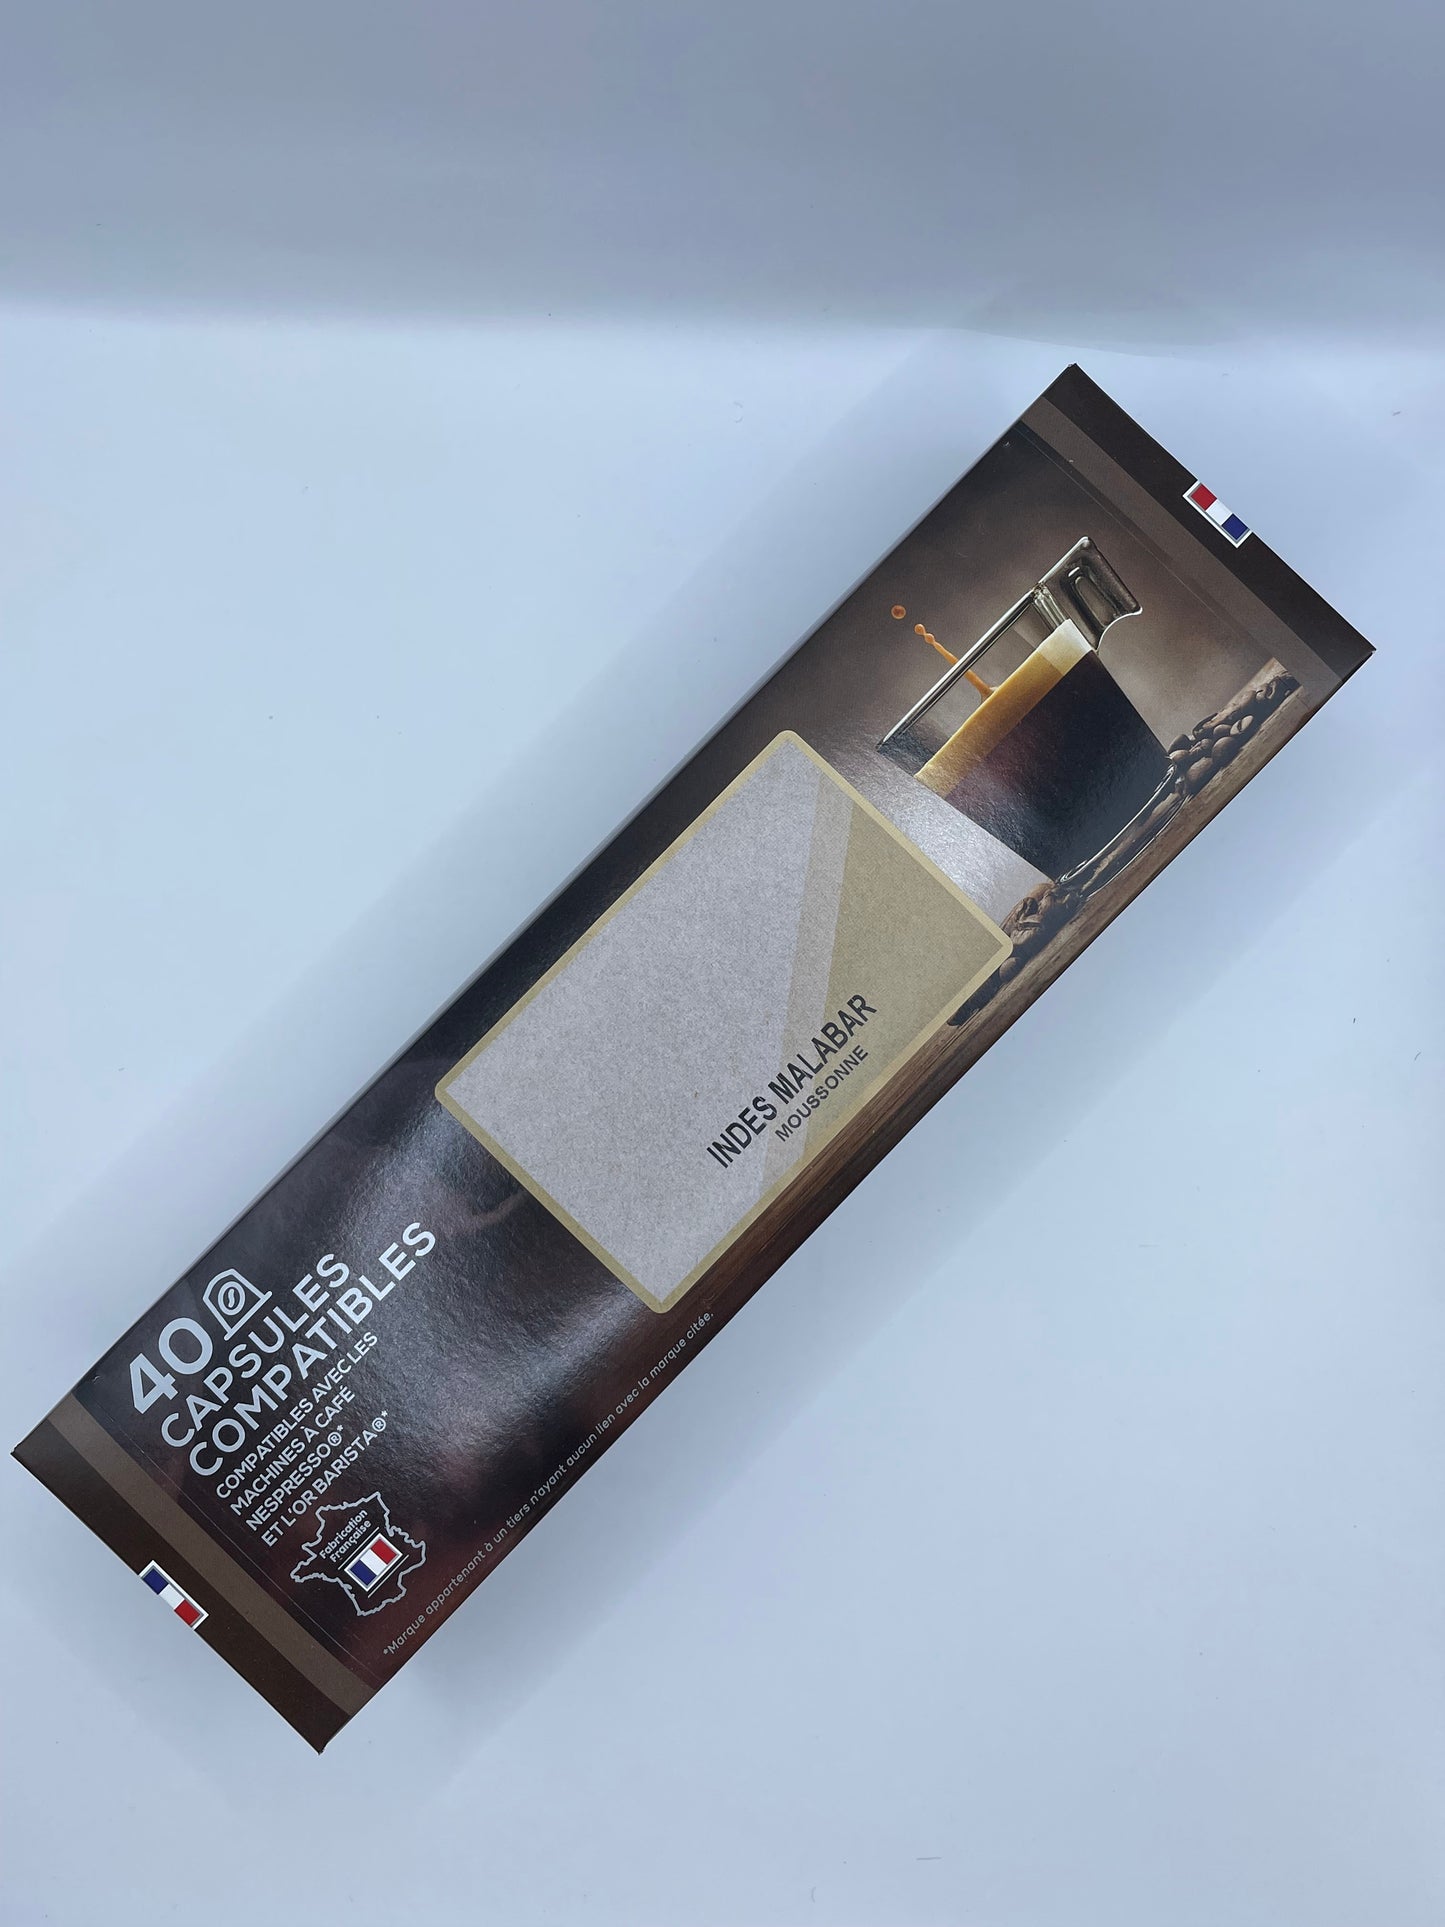 40
CAPSULES
COMPATIBLES
COMPATIBLES AVEC LES
MACHINES À CAFÉ
NESPRESSO®*
ET L'OR BARISTA®*
Fabrication
Française
*Marque appartenant à un tiers n'ayant aucun lien avec la marque citée.
INDES MALABAR
MOUSSONNE